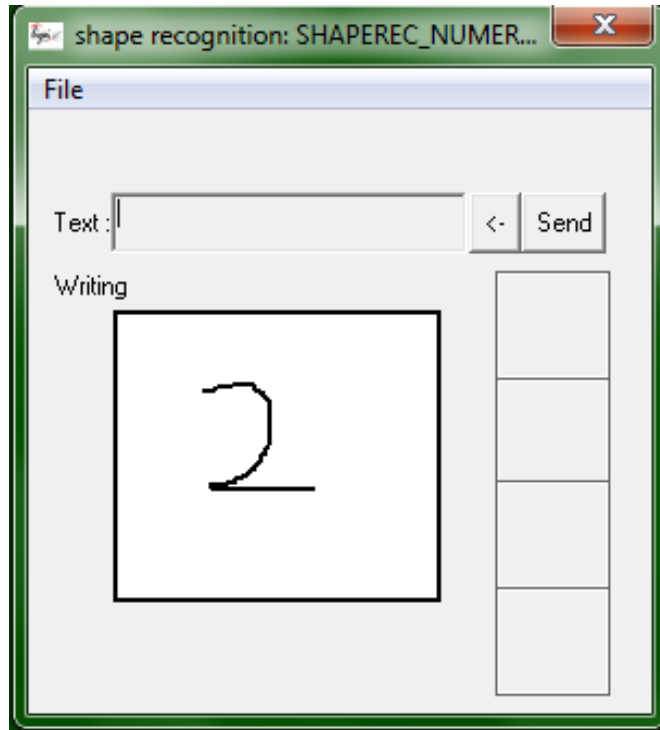 shape recognition: SHAPEREC_NUMER...
File
Text :
<-
Send
Writing
2